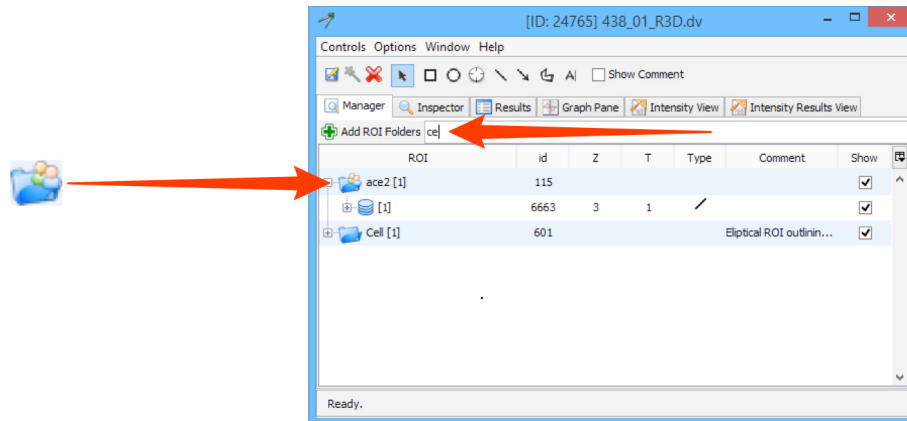 [ID: 24765] 438_01_R3D.dv
Controls Options Window Help
A Show Comment
Manager Inspector Results Graph Pane Intensity View Intensity Results View
Add ROI Folders ce
ROI id Z T Type Comment Show
ace2 [1] 115
[1] 6663 3 1
Cell [1] 601 Eliptical ROI outlinin...
Ready.